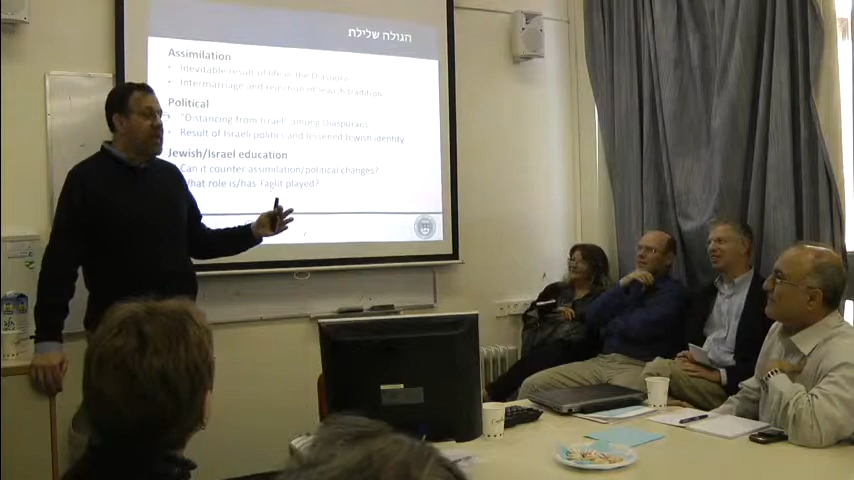 הגולה שלילת
Assimilation
• Inevitable result of life in the Diaspora
• Intermarriage and rejection of Jewish tradition
Political
• "Distancing from Israel" among Diasporans
• Result of Israeli politics and lessened Jewish identity
Jewish/Israel education
Can it counter assimilation/political changes?
What role is/has Taglit played?